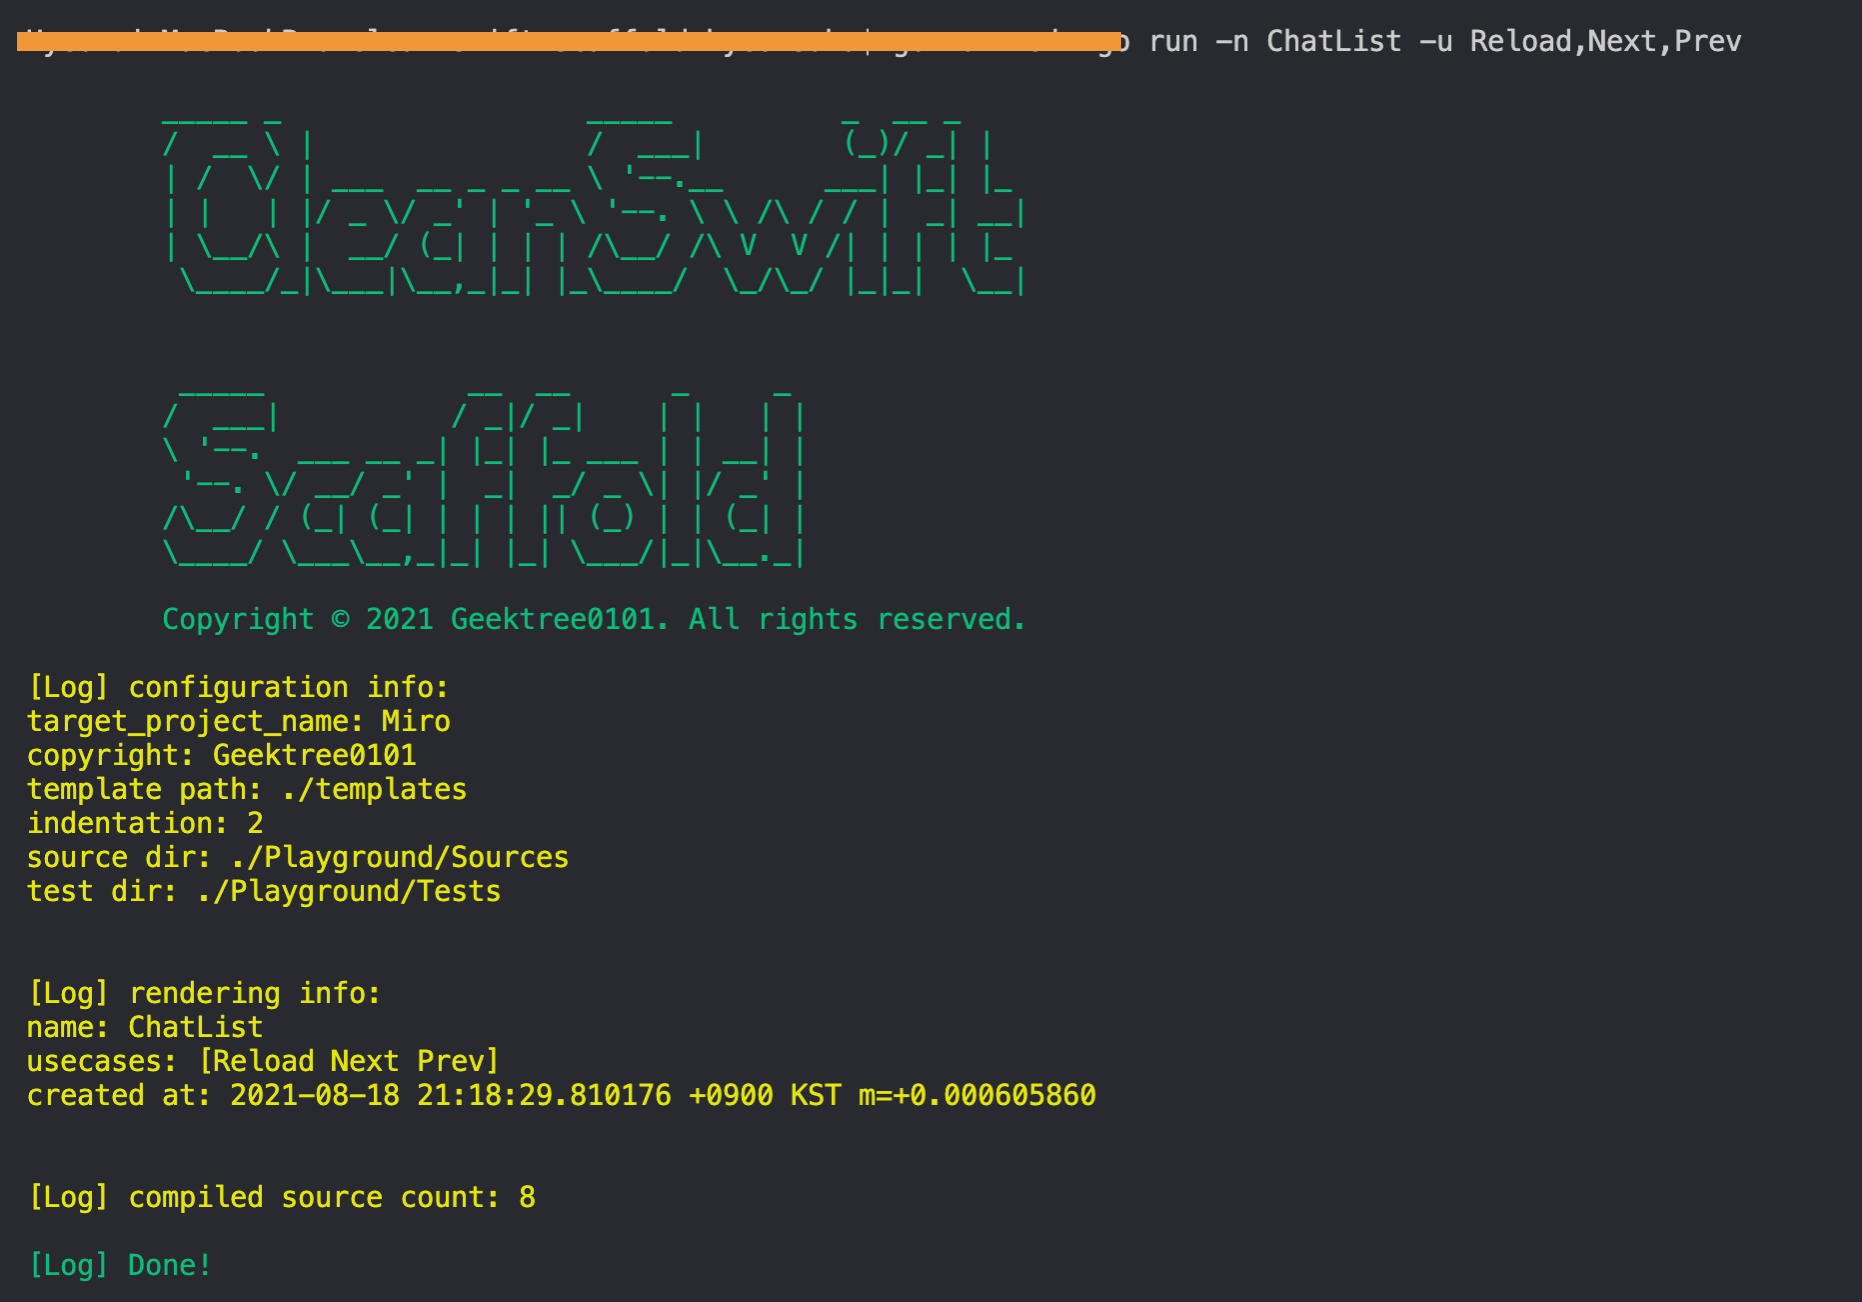 run -n ChatList -u Reload,Next,Prev
CleanSwift
Scaffold
Copyright © 2021 Geektree0101. All rights reserved.
[Log] configuration info:
target_project_name: Miro
copyright: Geektree0101
template path: ./templates
indentation: 2
source dir: ./Playground/Sources
test dir: ./Playground/Tests
[Log] rendering info:
name: ChatList
usecases: [Reload Next Prev]
created at: 2021-08-18 21:18:29.810176 +0900 KST m=+0.000605860
[Log] compiled source count: 8
[Log] Done!